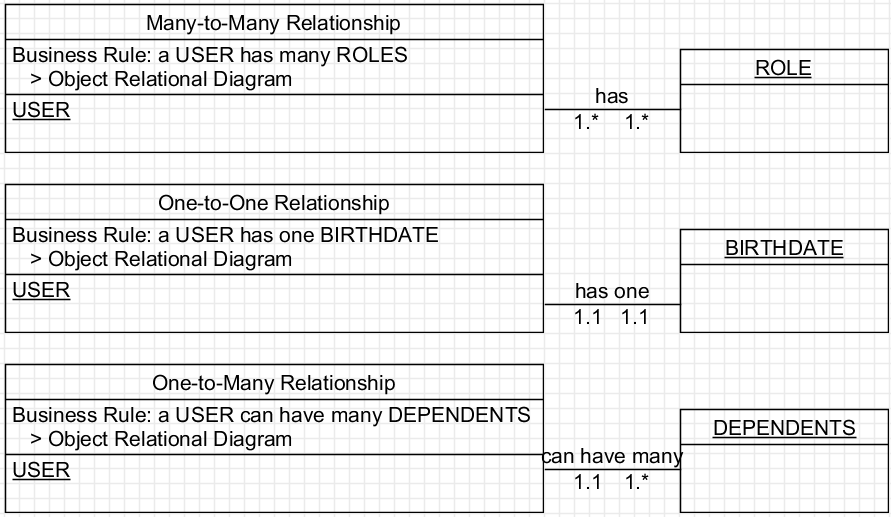 Many-to-Many Relationship
Business Rule: a USER has many ROLES
> Object Relational Diagram
USER
has
1.* 1.*
ROLE
One-to-One Relationship
Business Rule: a USER has one BIRTHDATE
> Object Relational Diagram
USER
has one
1.1 1.1
BIRTHDATE
One-to-Many Relationship
Business Rule: a USER can have many DEPENDENTS
> Object Relational Diagram
USER
can have many
1.1 1.*
DEPENDENTS